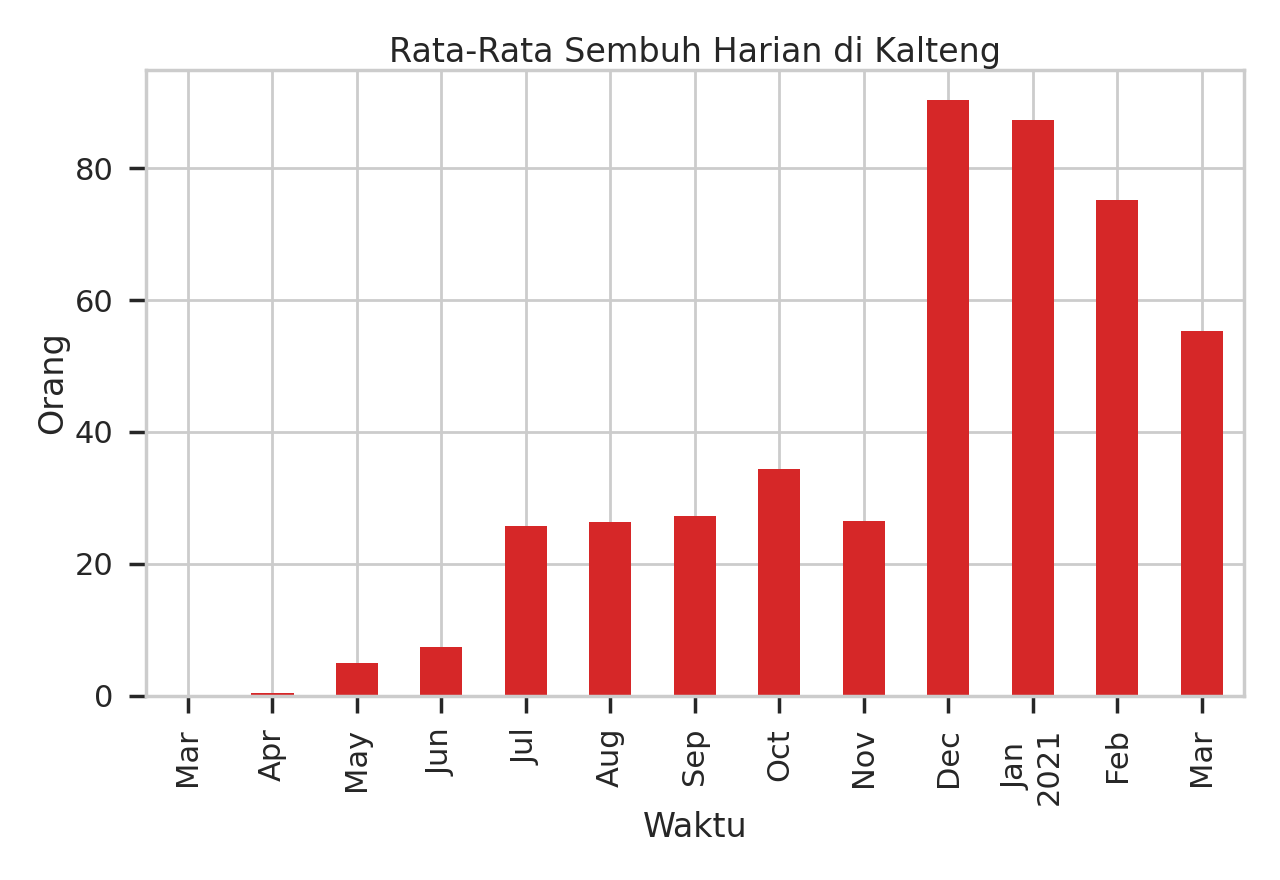 Rata-Rata Sembuh Harian di Kalteng
80
60
40
20
0
Orang
Mar
Apr
May
Jun
Jul
Aug
Sep
Oct
Nov
Dec
Jan
2021
Feb
Mar
Waktu